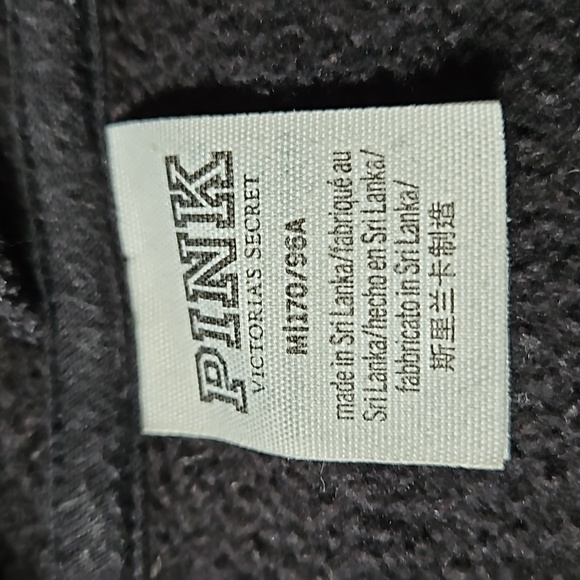 PINK
VICTORIA'S SECRET
M|170/96A
made in Sri Lanka/fabriqué au
Sri Lanka/hecho en Sri Lanka/
fabbricato in Sri Lanka/
斯里兰卡制造